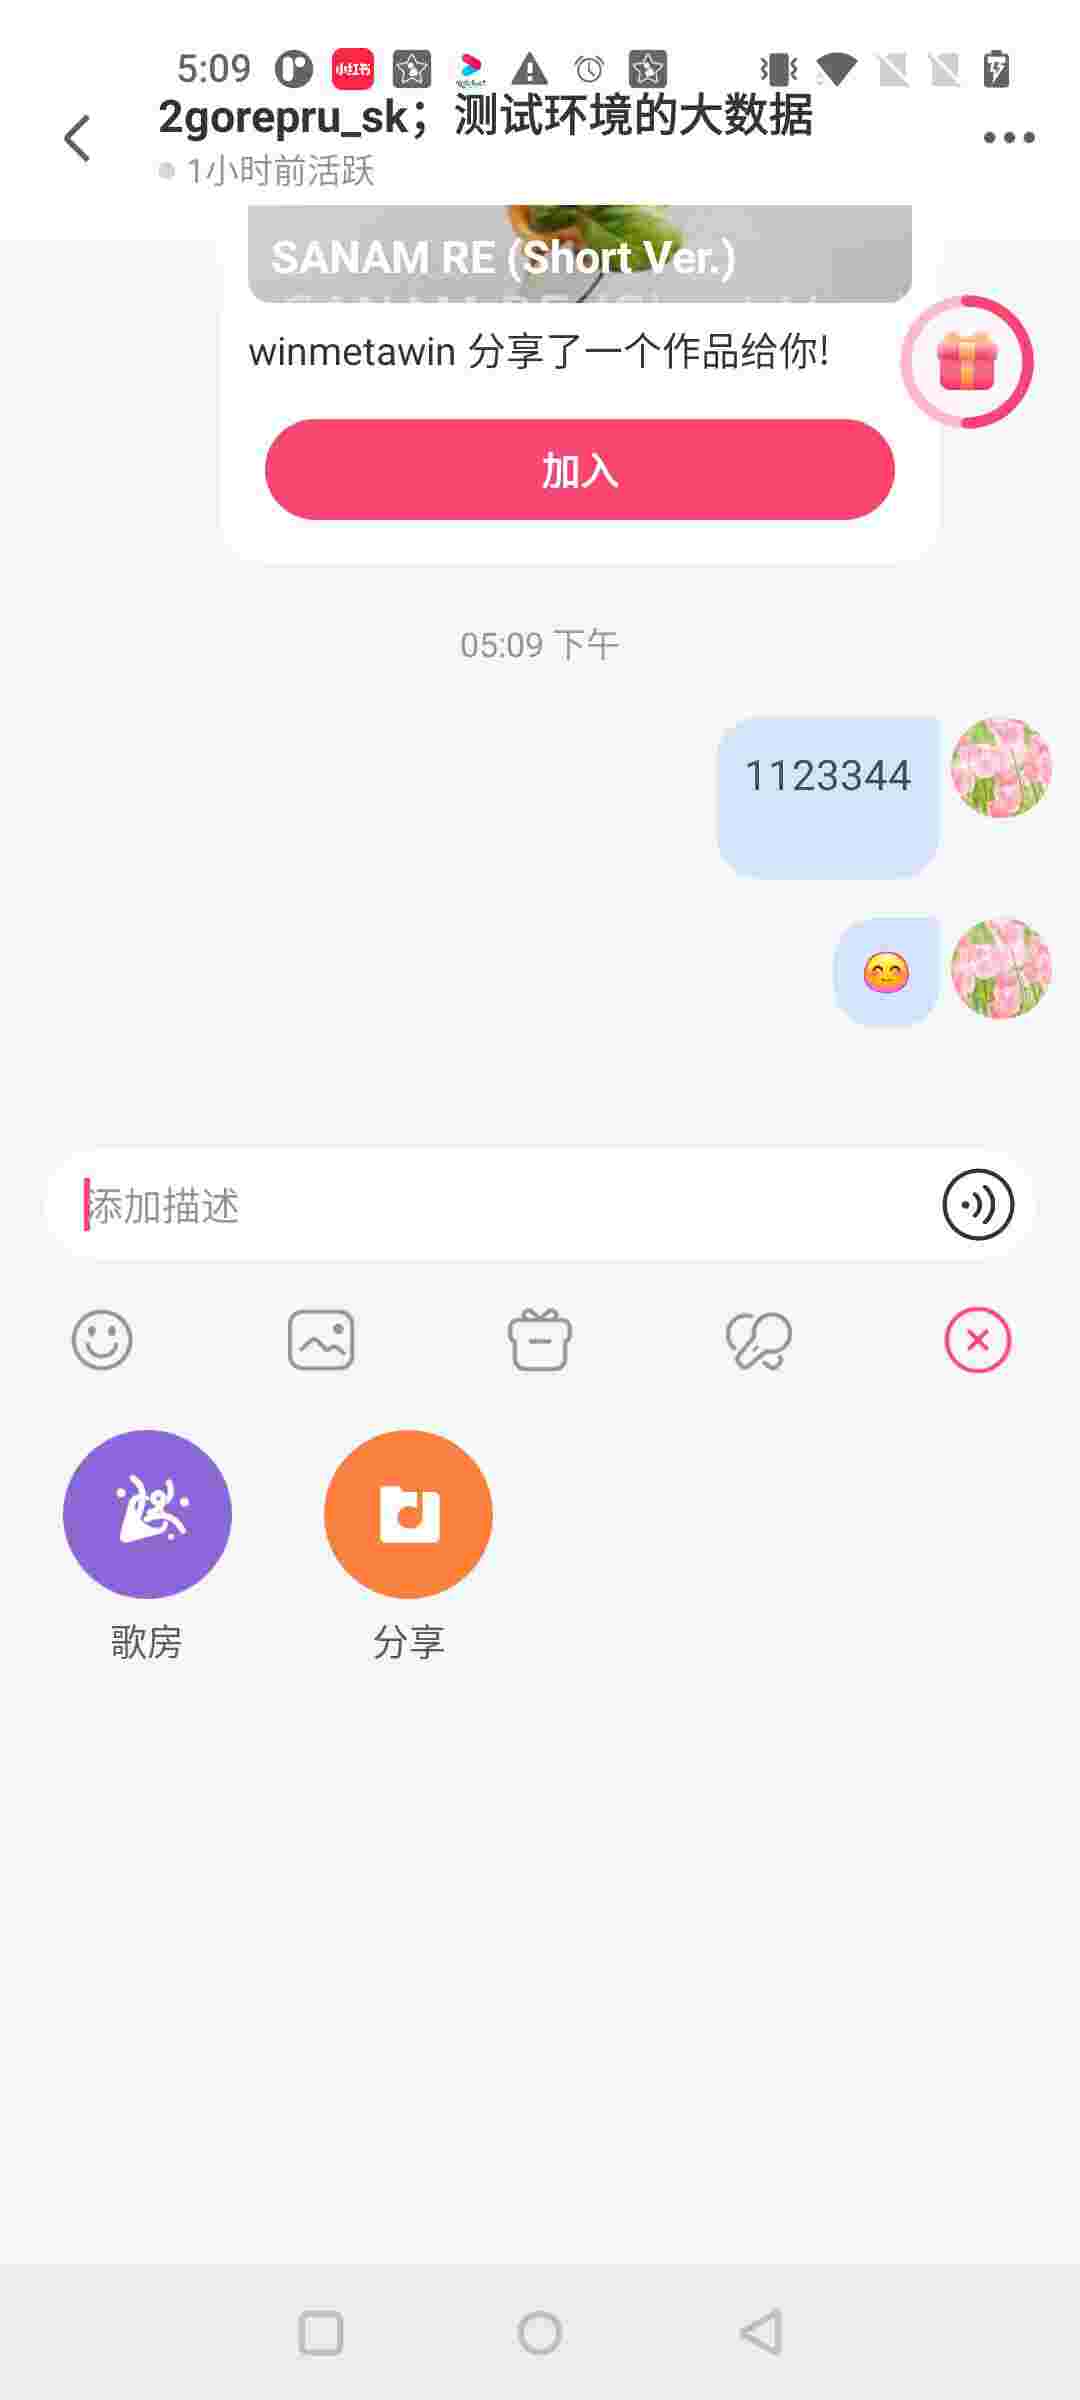 5:09
小红书
2gorepru_sk；测试环境的大数据
1小时前活跃
SANAM RE (Short Ver.)
winmetawin 分享了一个作品给你!
加入
05:09 下午
1123344
添加描述
歌房
分享